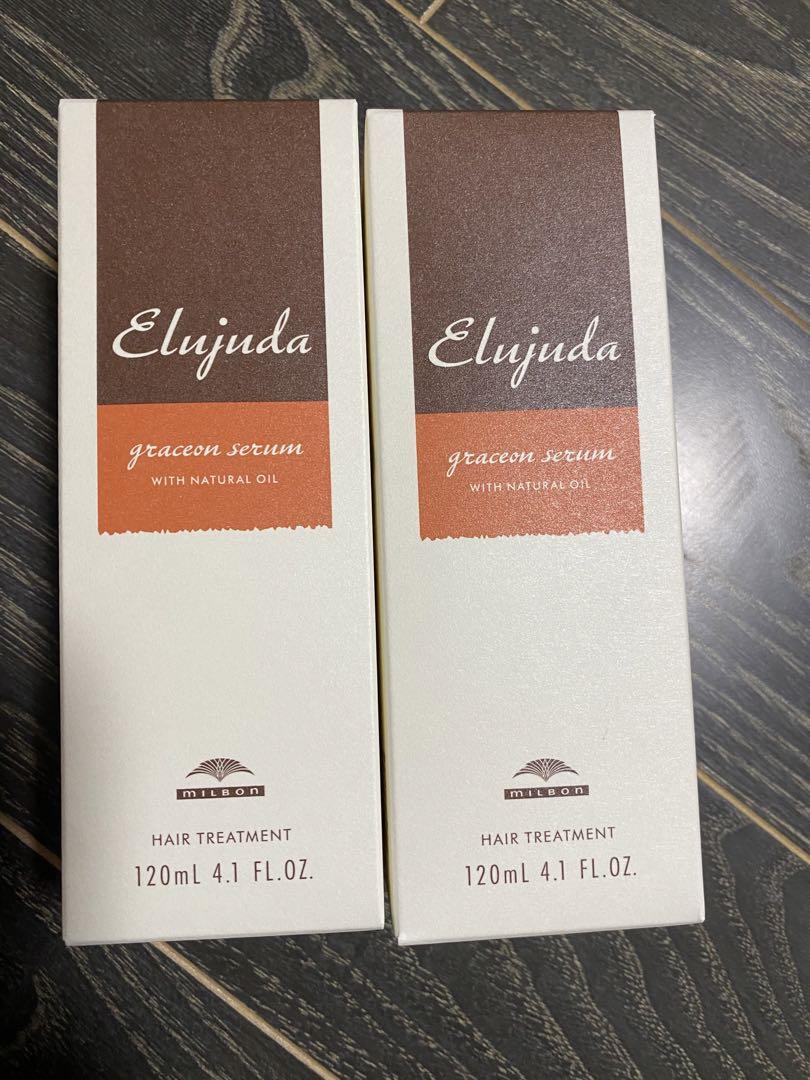 Elujuda
graceon serum
WITH NATURAL OIL
MILBON
HAIR TREATMENT
120mL 4.1 FL.OZ.
Elujuda
graceon serum
WITH NATURAL OIL
MILBON
HAIR TREATMENT
120mL 4.1 FL.OZ.